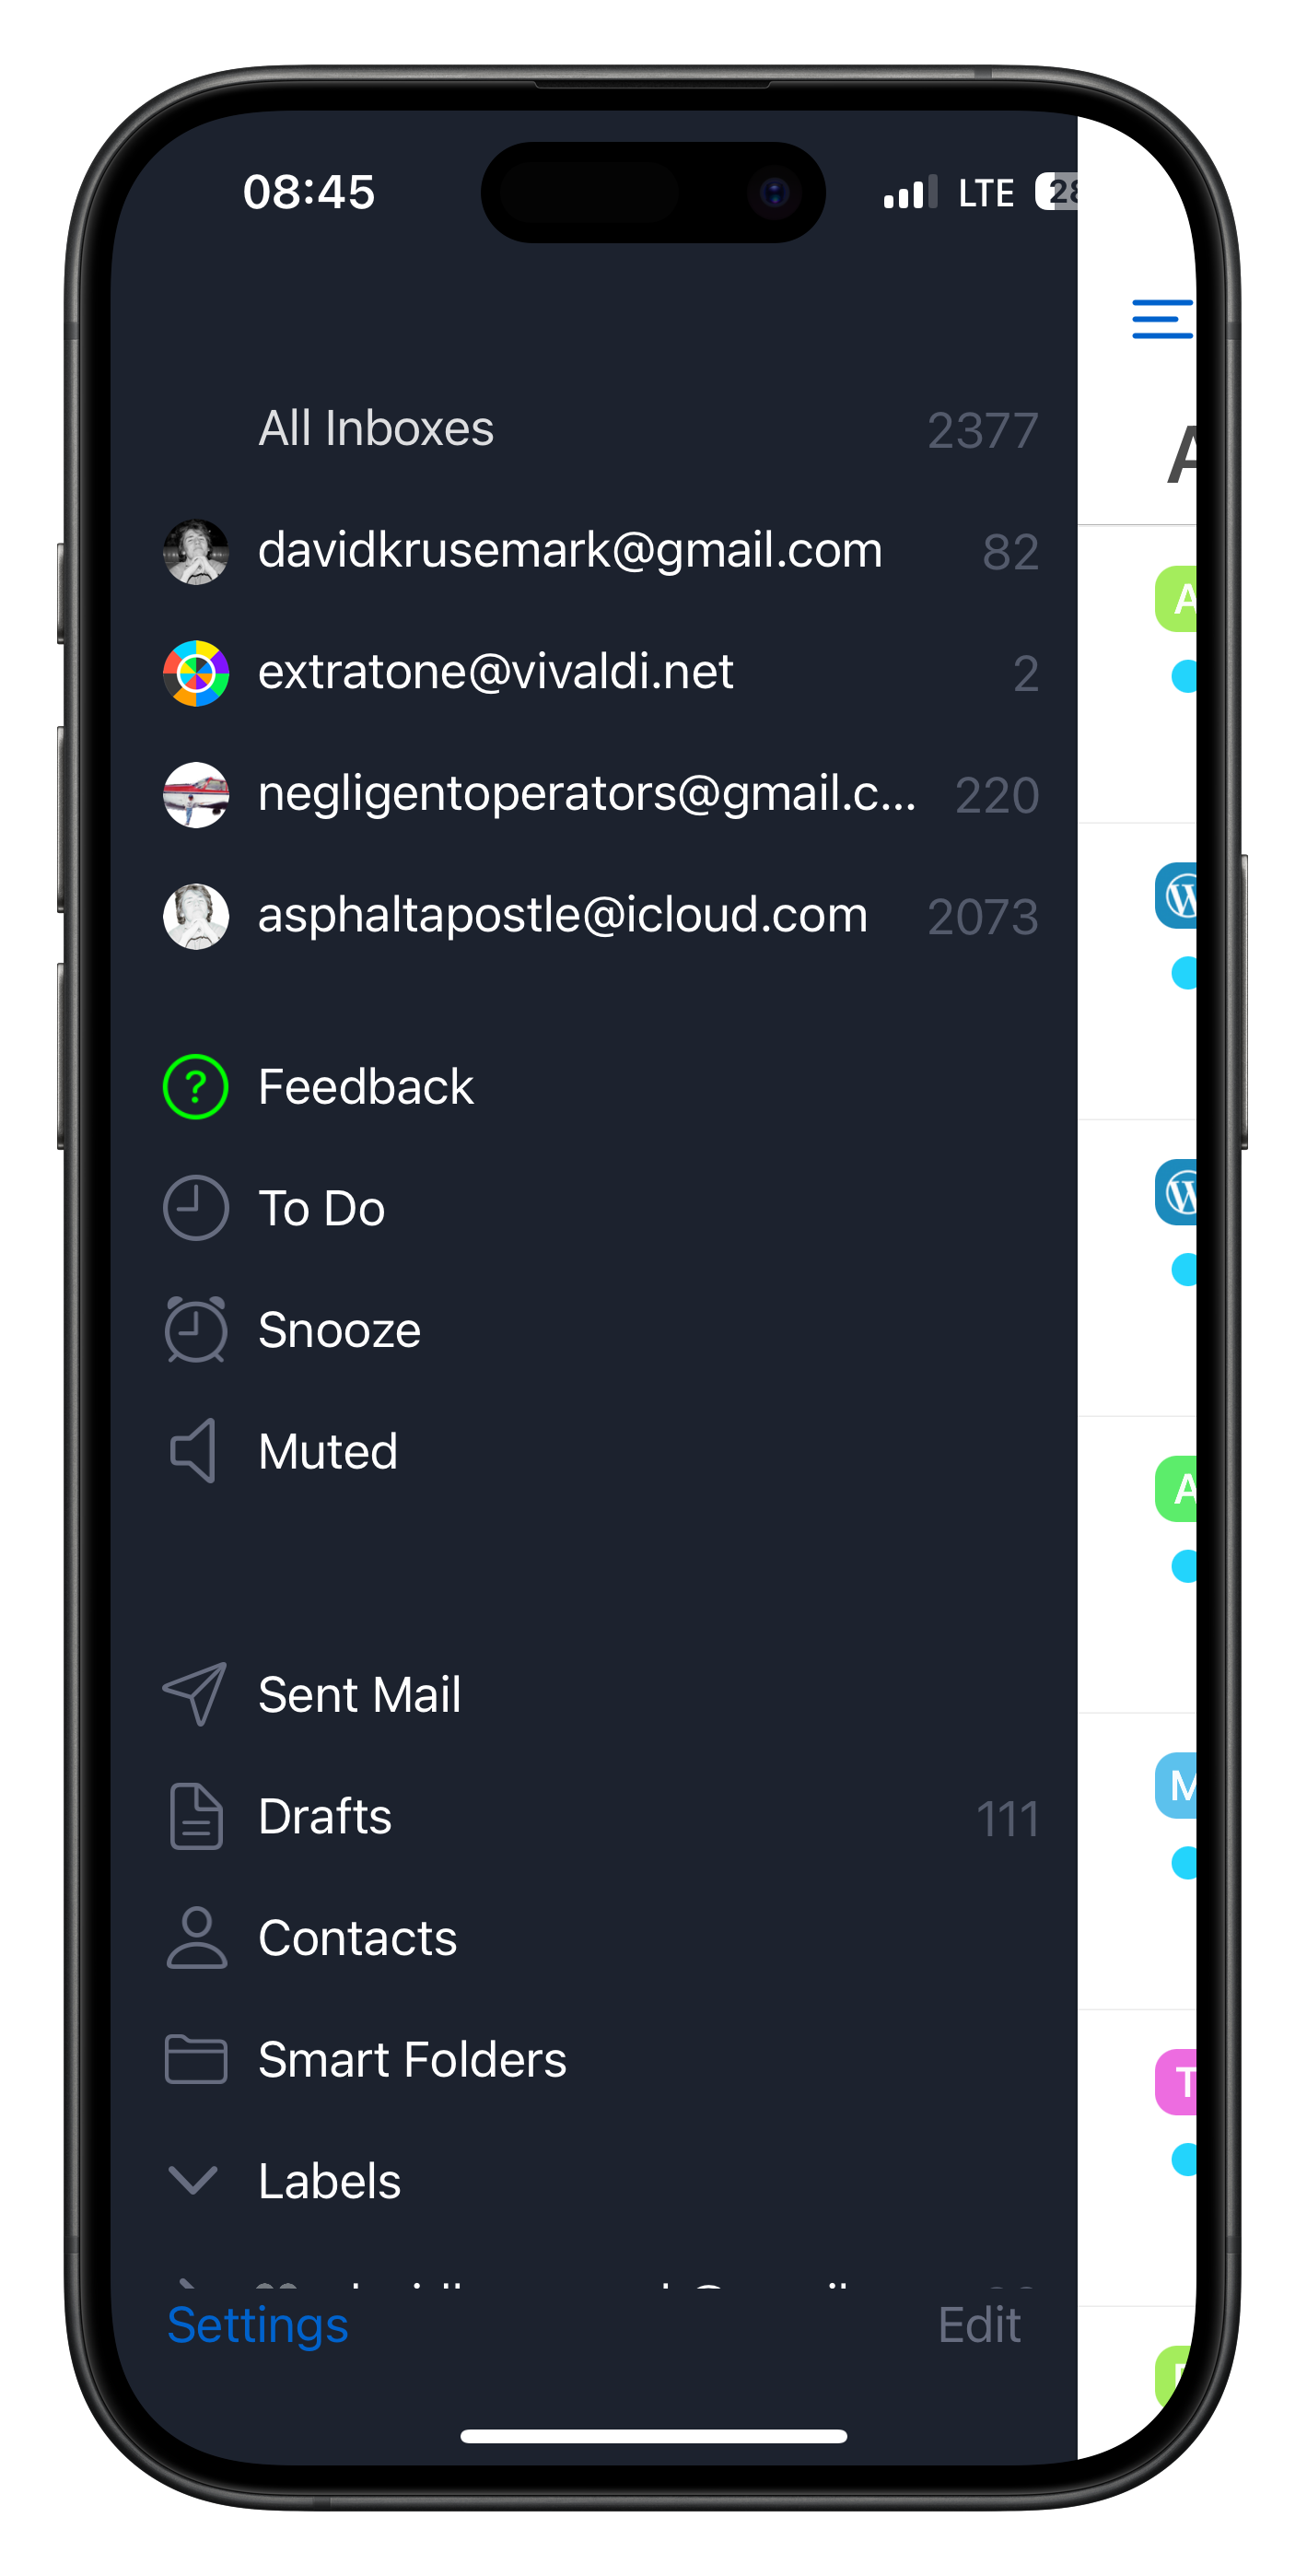 08:45 LTE 28
All Inboxes 2377
A
davidkrusemark@gmail.com 82
A
extratone@vivaldi.net 2
negligentoperators@gmail.c... 220
asphaltapostle@icloud.com 2073
W
? Feedback
To Do
W
Snooze
Muted
A
Sent Mail
Drafts 111
M
Contacts
Smart Folders
T
Labels
Settings Edit